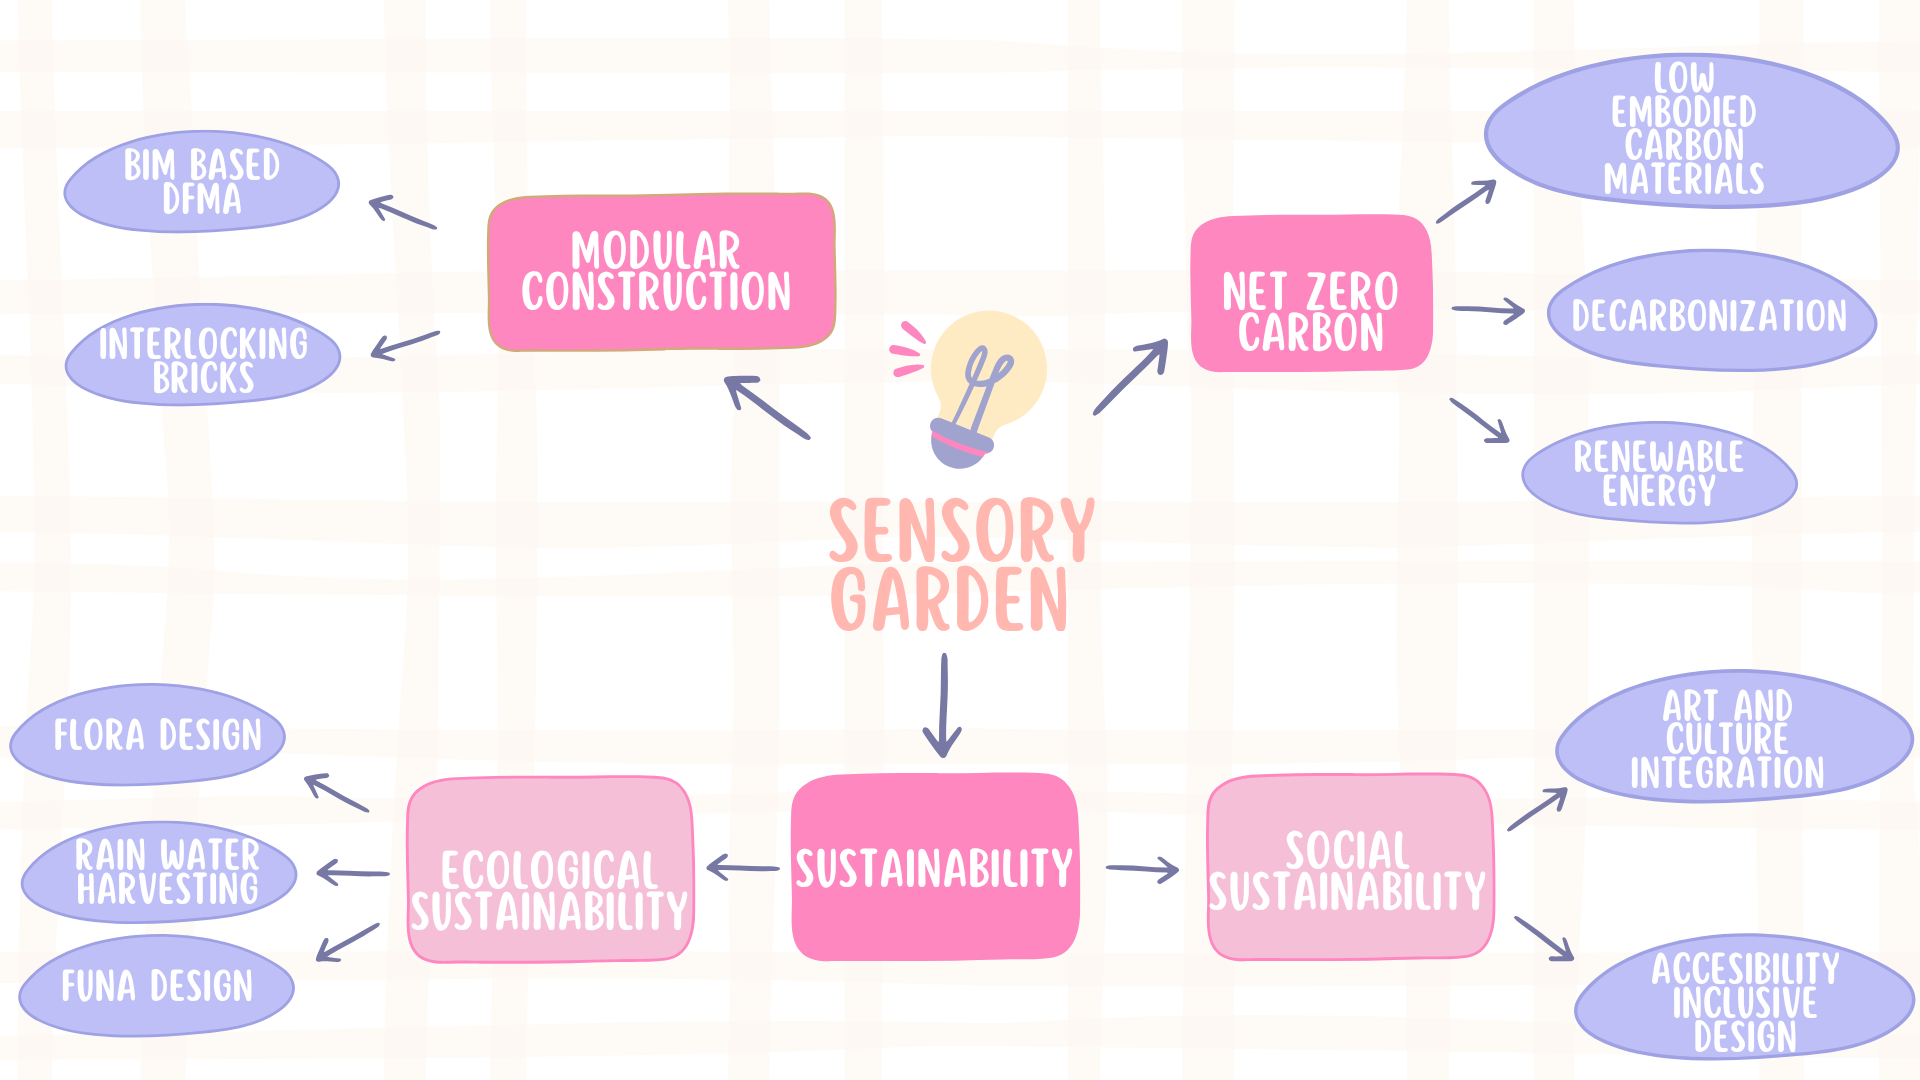 BIM BASED
DFMA
INTERLOCKING
BRICKS
MODULAR
CONSTRUCTION
NET ZERO
CARBON
LOW
EMBODIED
CARBON
MATERIALS
DECARBONIZATION
RENEWABLE
ENERGY
SENSORY
GARDEN
FLORA DESIGN
RAIN WATER
HARVESTING
FUNA DESIGN
ECOLOGICAL
SUSTAINABILITY
SUSTAINABILITY
SOCIAL
SUSTAINABILITY
ART AND
CULTURE
INTEGRATION
ACCESIBILITY
INCLUSIVE
DESIGN